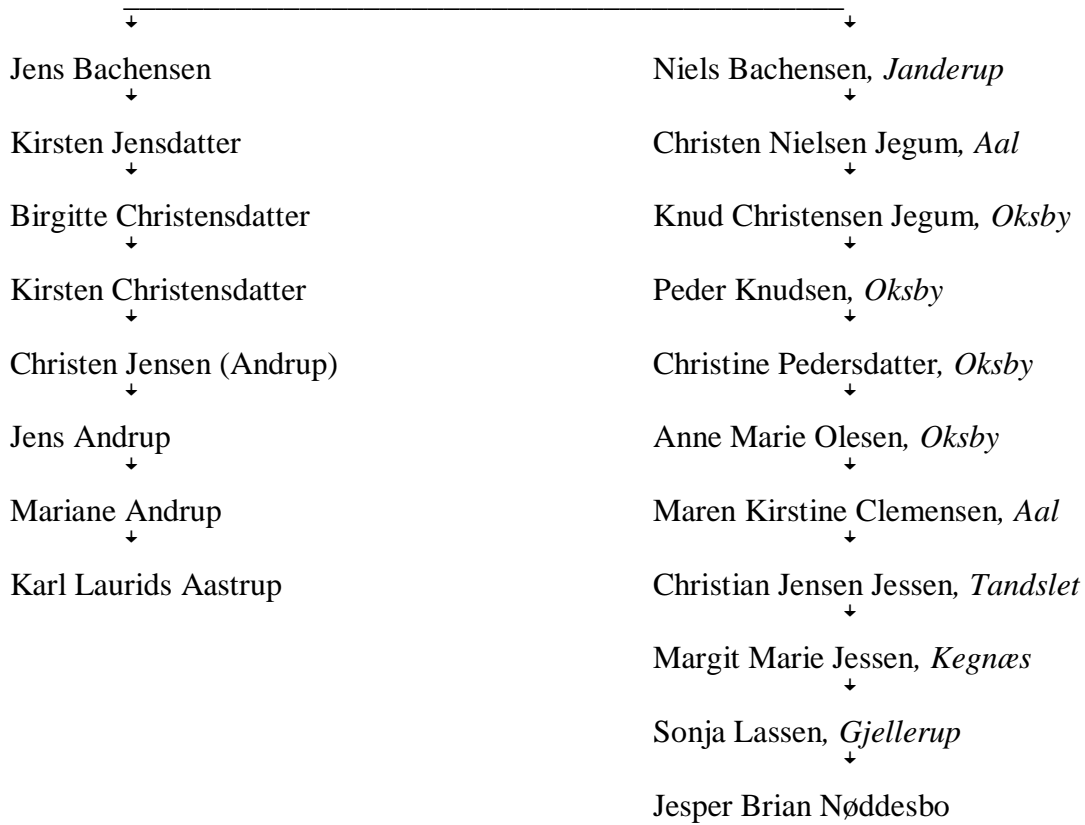 Jens Bachensen
Niels Bachensen, Janderup
Kirsten Jensdatter
Christen Nielsen Jegum, Aal
Birgitte Christensdatter
Knud Christensen Jegum, Oksby
Kirsten Christensdatter
Peder Knudsen, Oksby
Christen Jensen (Andrup)
Christine Pedersdatter, Oksby
Jens Andrup
Anne Marie Olesen, Oksby
Mariane Andrup
Maren Kirstine Clemensen, Aal
Karl Laurids Aastrup
Christian Jensen Jessen, Tandslet
Margit Marie Jessen, Kegnæs
Sonja Lassen, Gjellerup
Jesper Brian Nøddesbo